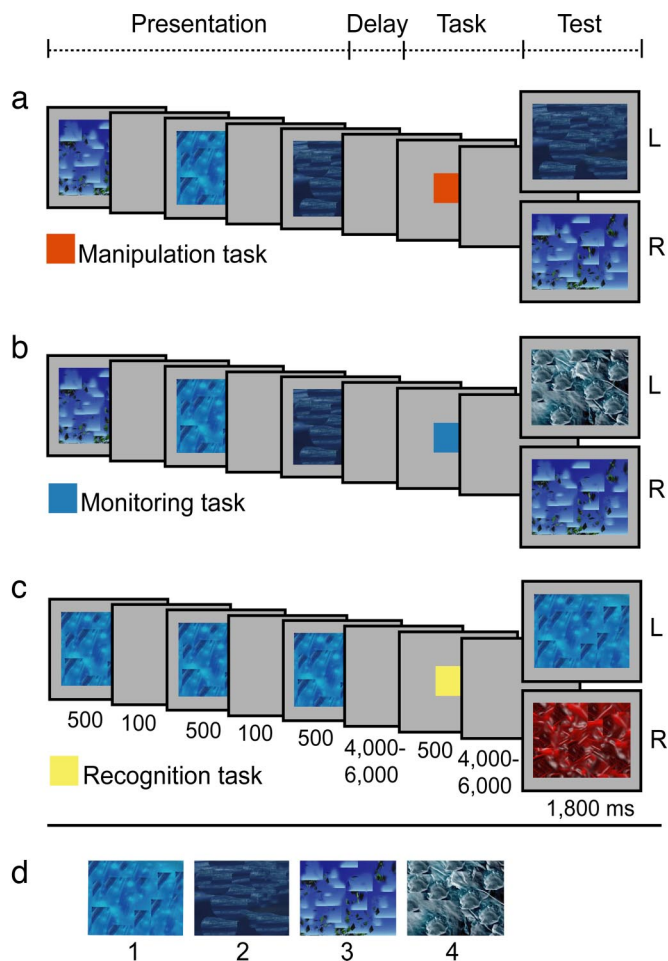 Presentation Delay Task Test
a
L
R
Manipulation task
b
L
R
Monitoring task
c
L
R
500 100 500 100 500 4,000-6,000 500 4,000-6,000
1,800 ms
Recognition task
d
1 2 3 4